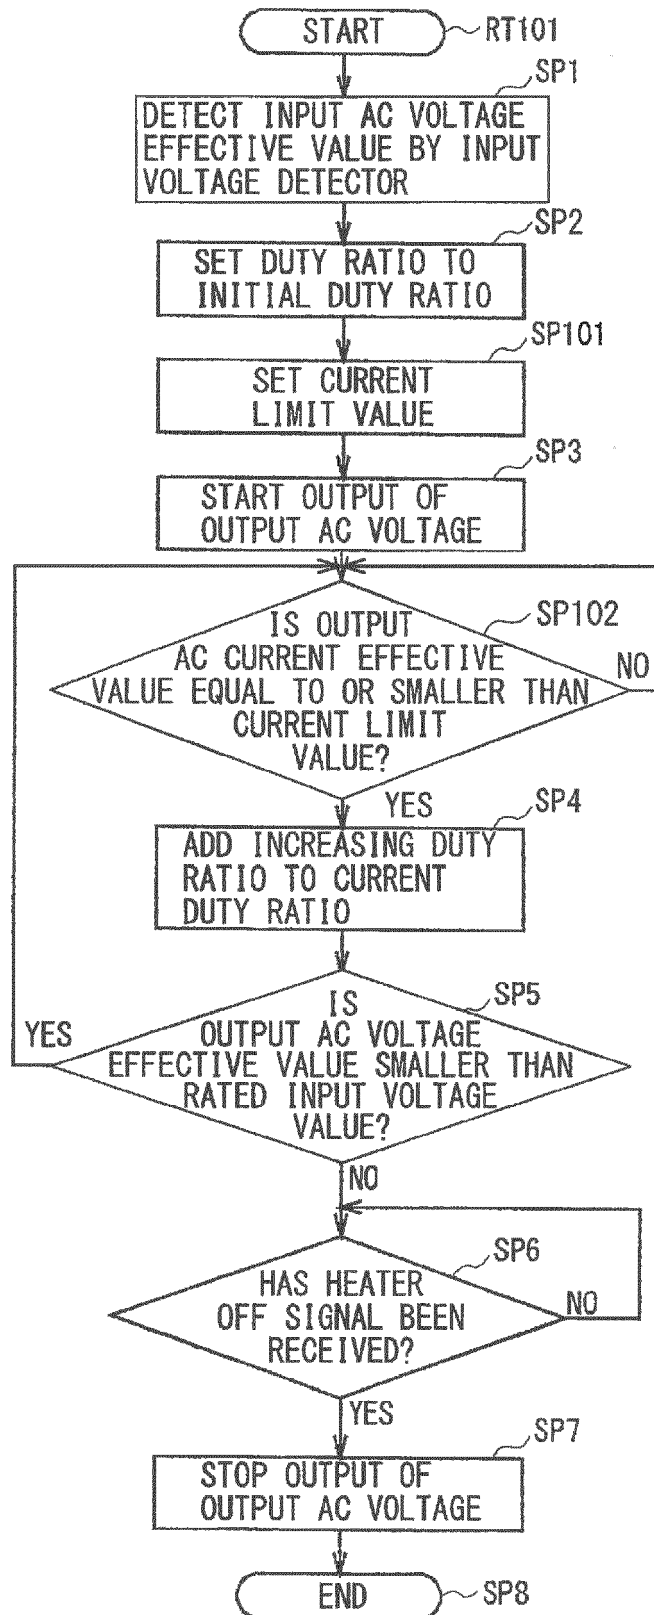 START
RT101
SP1
DETECT INPUT AC VOLTAGE
EFFECTIVE VALUE BY INPUT
VOLTAGE DETECTOR
SP2
SET DUTY RATIO TO
INITIAL DUTY RATIO
SP101
SET CURRENT
LIMIT VALUE
SP3
START OUTPUT OF
OUTPUT AC VOLTAGE
SP102
IS OUTPUT
AC CURRENT EFFECTIVE
VALUE EQUAL TO OR SMALLER THAN
CURRENT LIMIT
VALUE?
NO
YES
SP4
ADD INCREASING DUTY
RATIO TO CURRENT
DUTY RATIO
SP5
IS
OUTPUT AC VOLTAGE
EFFECTIVE VALUE SMALLER THAN
RATED INPUT VOLTAGE
VALUE?
YES
NO
SP6
HAS HEATER
OFF SIGNAL BEEN
RECEIVED?
NO
YES
SP7
STOP OUTPUT OF
OUTPUT AC VOLTAGE
END
SP8